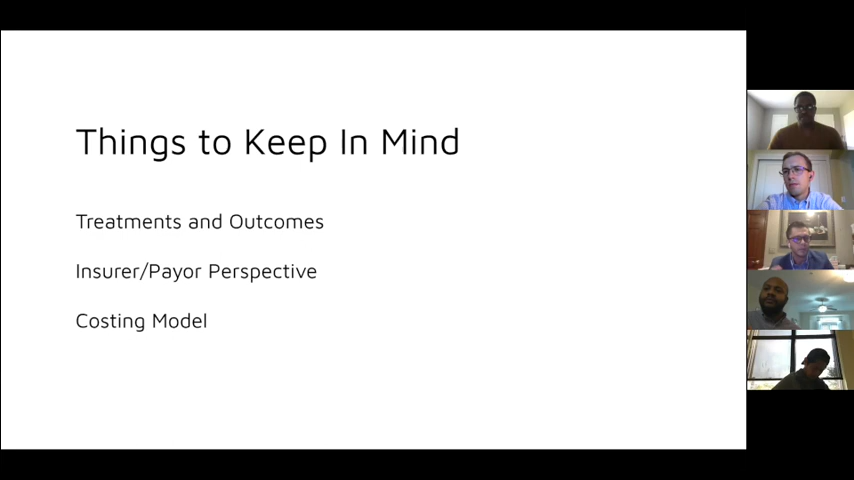 Things to Keep In Mind
Treatments and Outcomes
Insurer/Payor Perspective
Costing Model